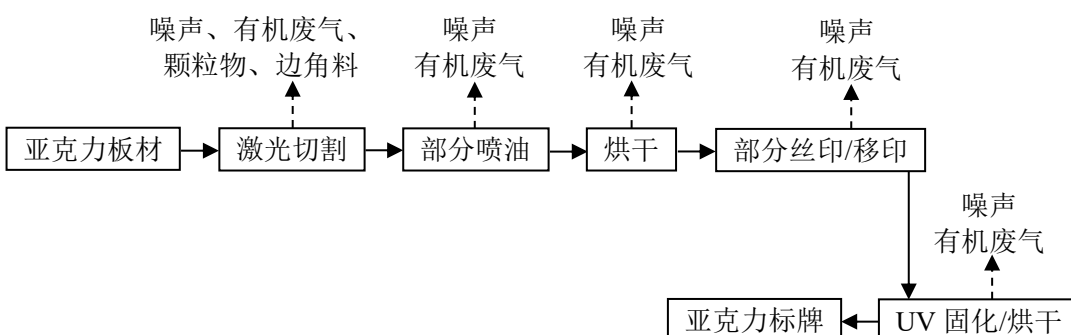 噪声、有机废气、
颗粒物、边角料
噪声
有机废气
噪声
有机废气
噪声
有机废气
亚克力板材
激光切割
部分喷油
烘干
部分丝印/移印
噪声
有机废气
亚克力标牌
UV 固化/烘干